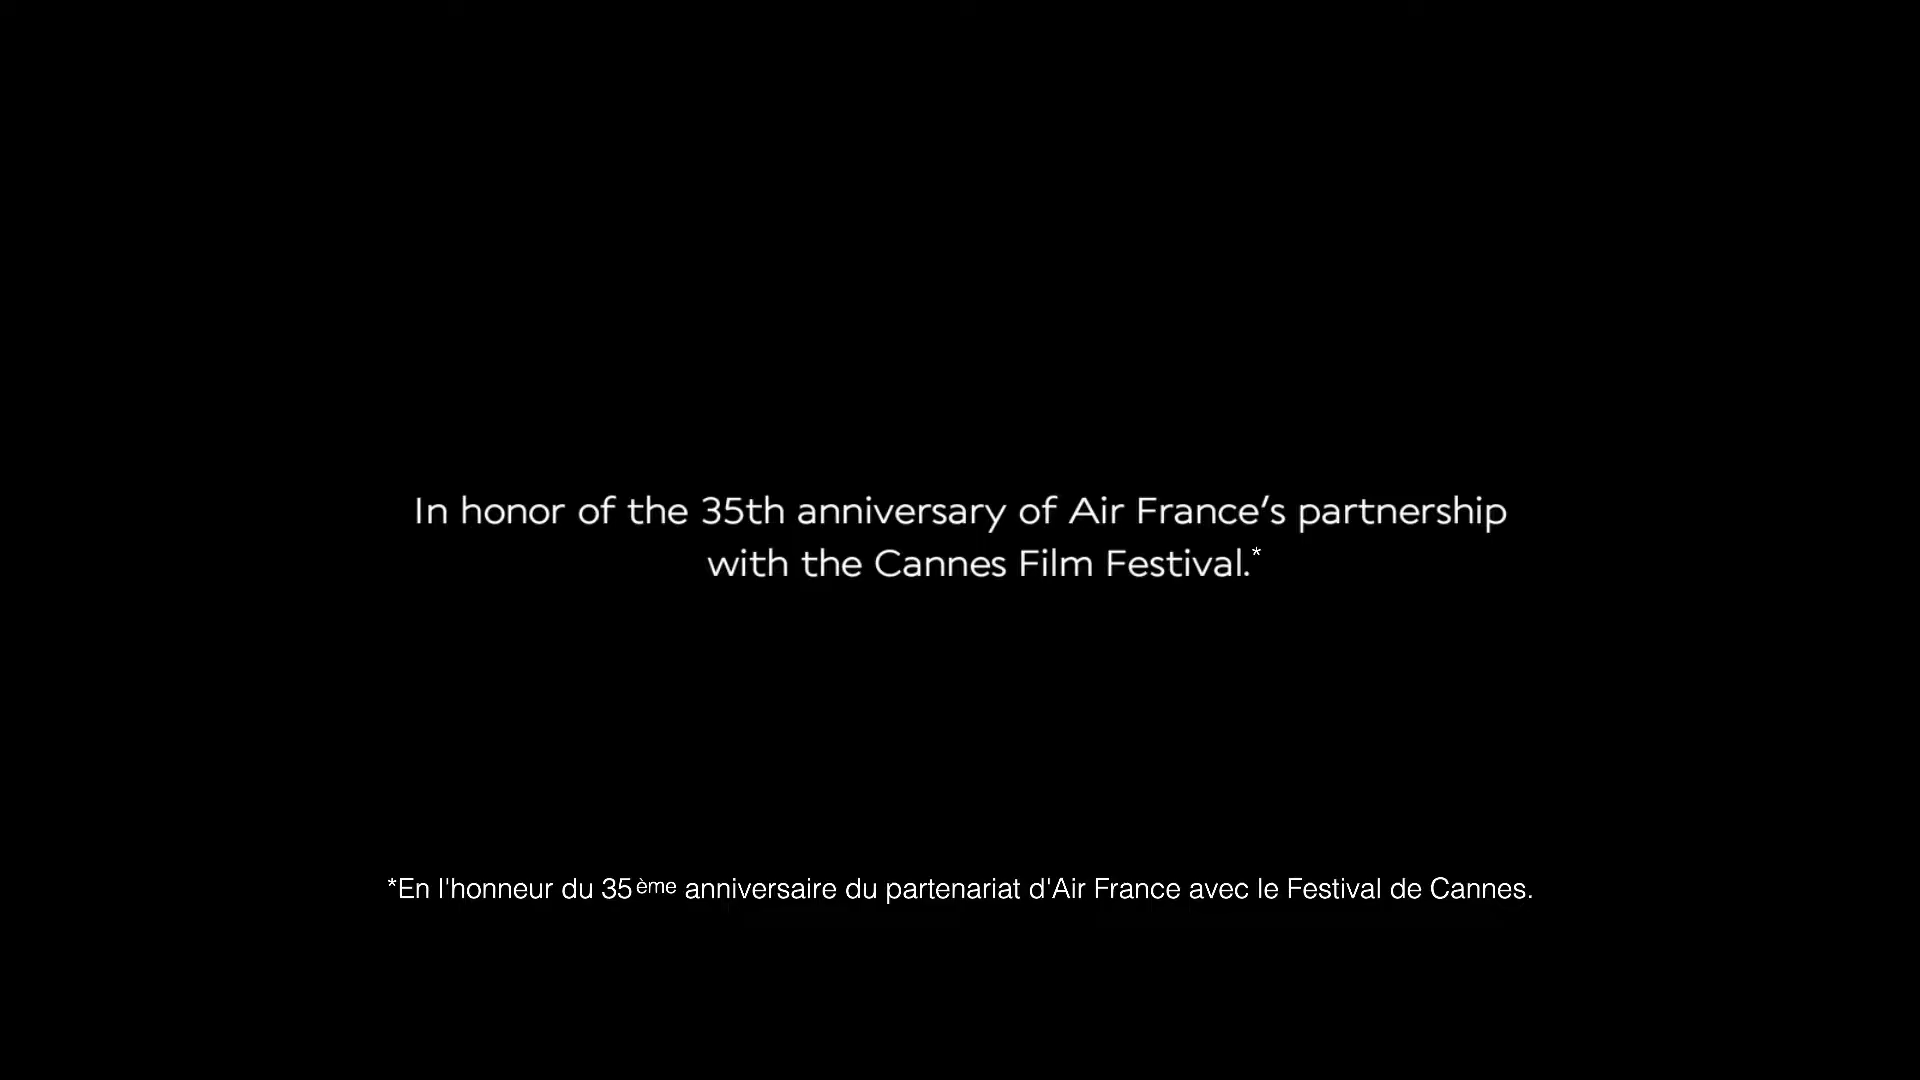 In honor of the 35th anniversary of Air France’s partnership
with the Cannes Film Festival.*
*En l'honneur du 35ème anniversaire du partenariat d'Air France avec le Festival de Cannes.